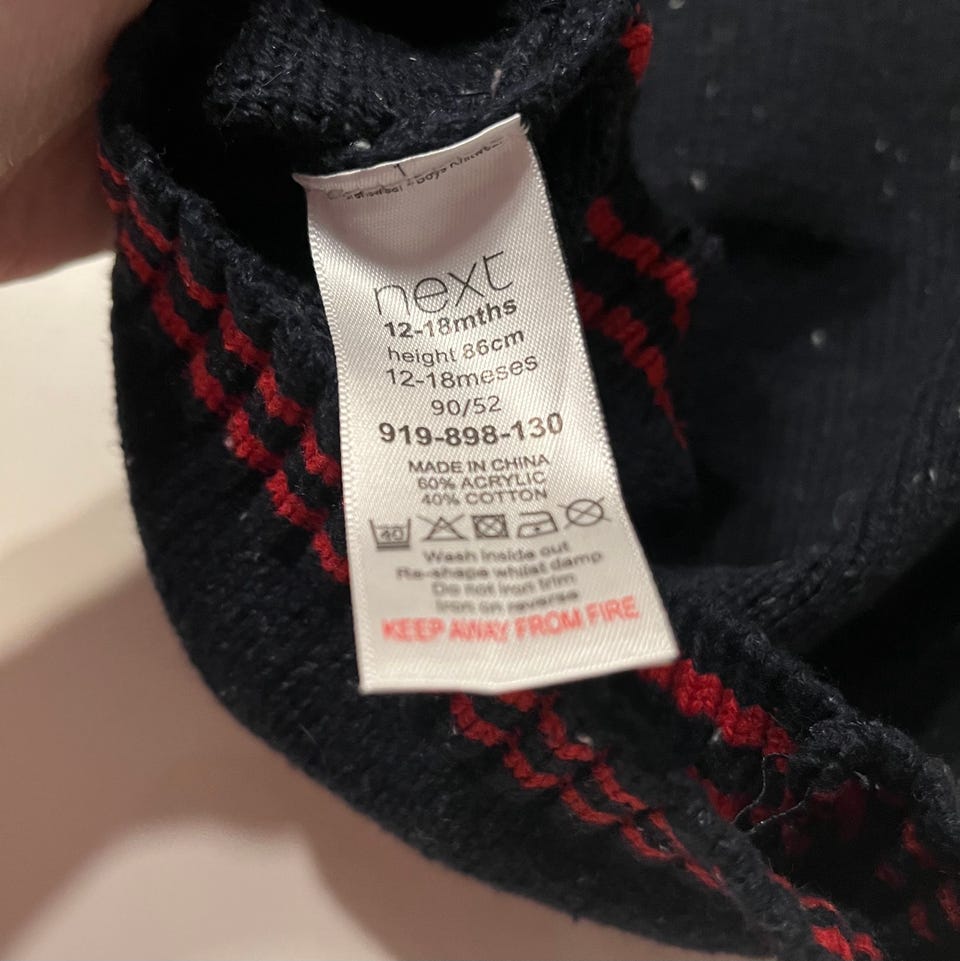 next
12-18mths
height 86cm
12-18meses
90/52
919-898-130
MADE IN CHINA
60% ACRYLIC
40% COTTON
40
Wash inside out
Re-shape whilst damp
Do not iron trim
Iron on reverse
KEEP AWAY FROM FIRE